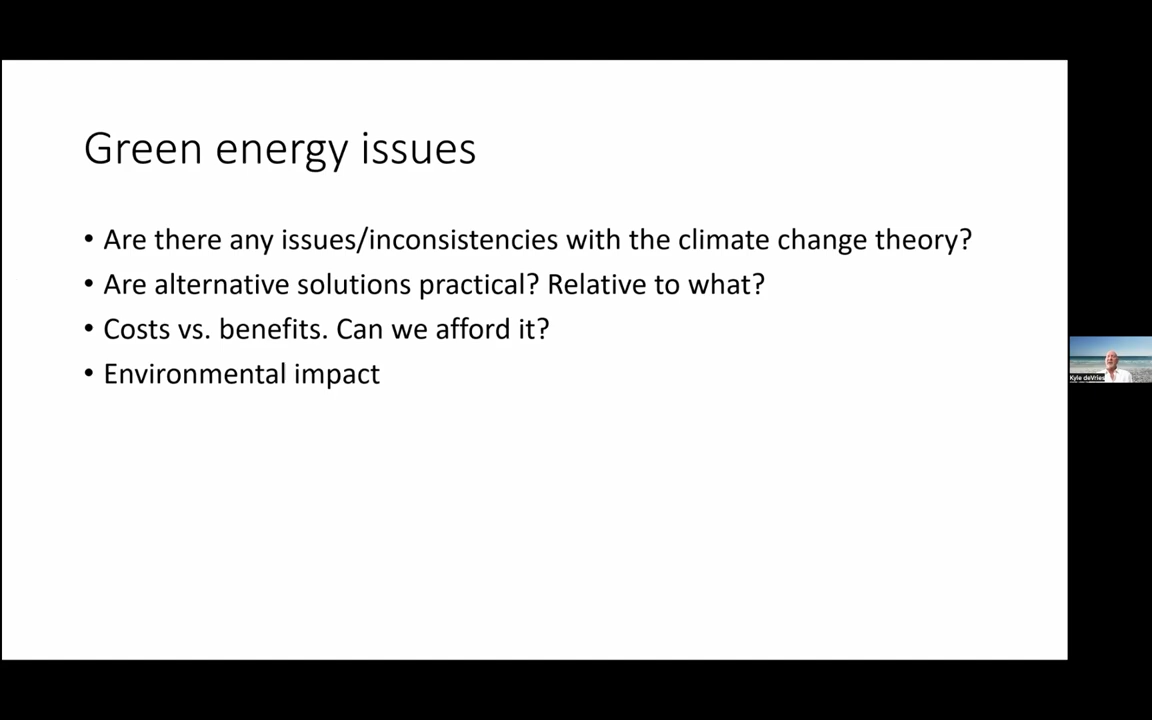 Green energy issues
• Are there any issues/inconsistencies with the climate change theory?
• Are alternative solutions practical? Relative to what?
• Costs vs. benefits. Can we afford it?
• Environmental impact
Kyle deVries